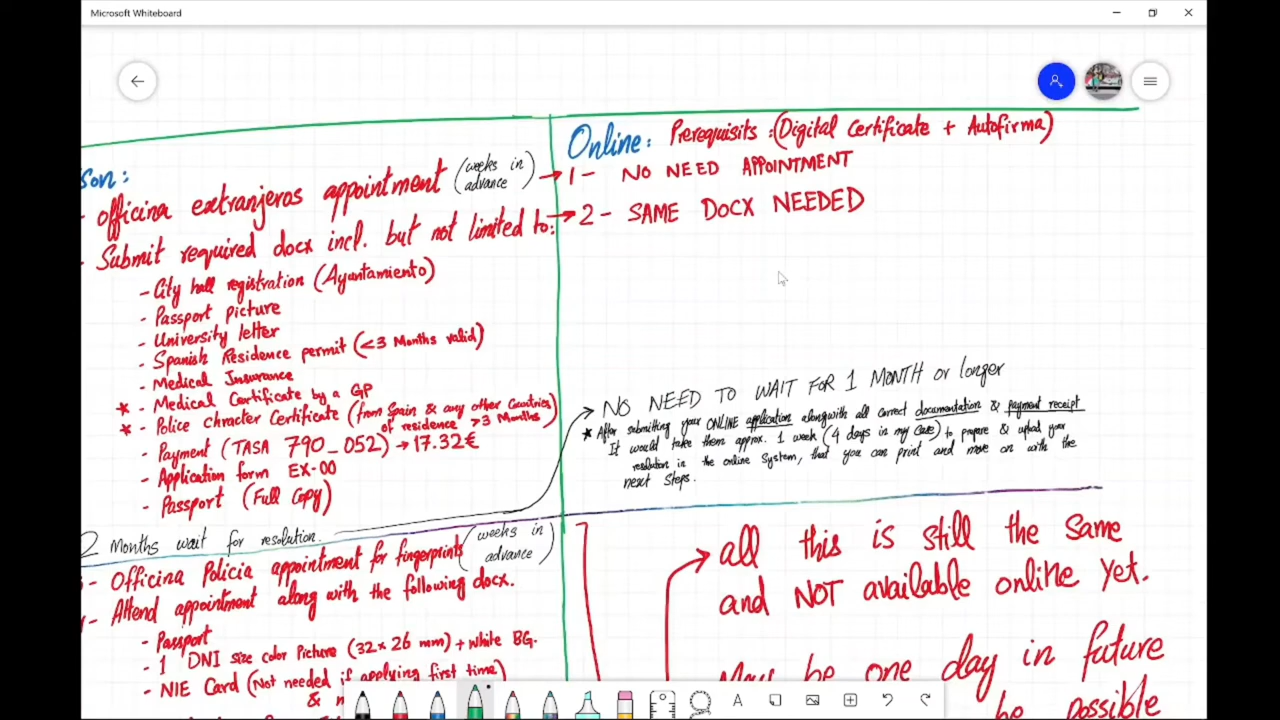 Microsoft Whiteboard
son:
- officina extranjeros appointment (weeks in advance)
- Submit required docx incl. but not limited to:
- City hall registration (Ayuntamiento)
- Passport picture
- University letter
- Spanish Residence permit (<3 Months valid)
- Medical Insurance
* - Medical Certificate by a GP
* - Police chracter Certificate (from Spain & any other Countries of residence >3 Months)
- Payment (TASA 790_052) → 17.32€
- Application form EX-00
- Passport (Full Copy)
2 Months wait for resolution.
- Officina Policia appointment for fingerprints (weeks in advance)
- Attend appointment along with the following docx.
- Passport
- 1 DNI size color Picture (32x26 mm) + white BG.
- NIE Card (Not needed if applying first time)
&
Online: Prerequisits :(Digital Certificate + Autofirma)
→ 1- NO NEED APPOINTMENT
→ 2- SAME DOCX NEEDED
→ NO NEED TO WAIT FOR 1 MONTH or longer
* After submitting your ONLINE application along with all correct documentation & payment receipt
It would take them approx. 1 week (4 days in my case) to prepare & upload your
resolution in the online System, that you can print and move on with the
next Steps.
→ all this is still the same
and NOT available online yet.
May be one day in future
be possible
A